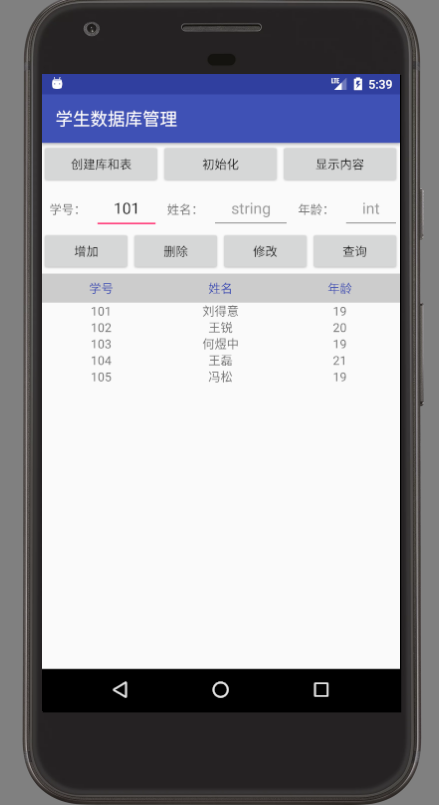 LTE 5:39
学生数据库管理
创建库和表 初始化 显示内容
学号： 101 姓名： string 年龄： int
增加 删除 修改 查询
学号 姓名 年龄
101 刘得意 19
102 王锐 20
103 何煜中 19
104 王磊 21
105 冯松 19